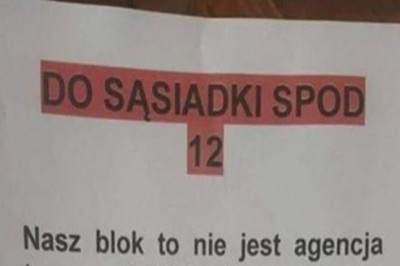 DO SĄSIADKI SPOD
12
Nasz blok to nie jest agencja